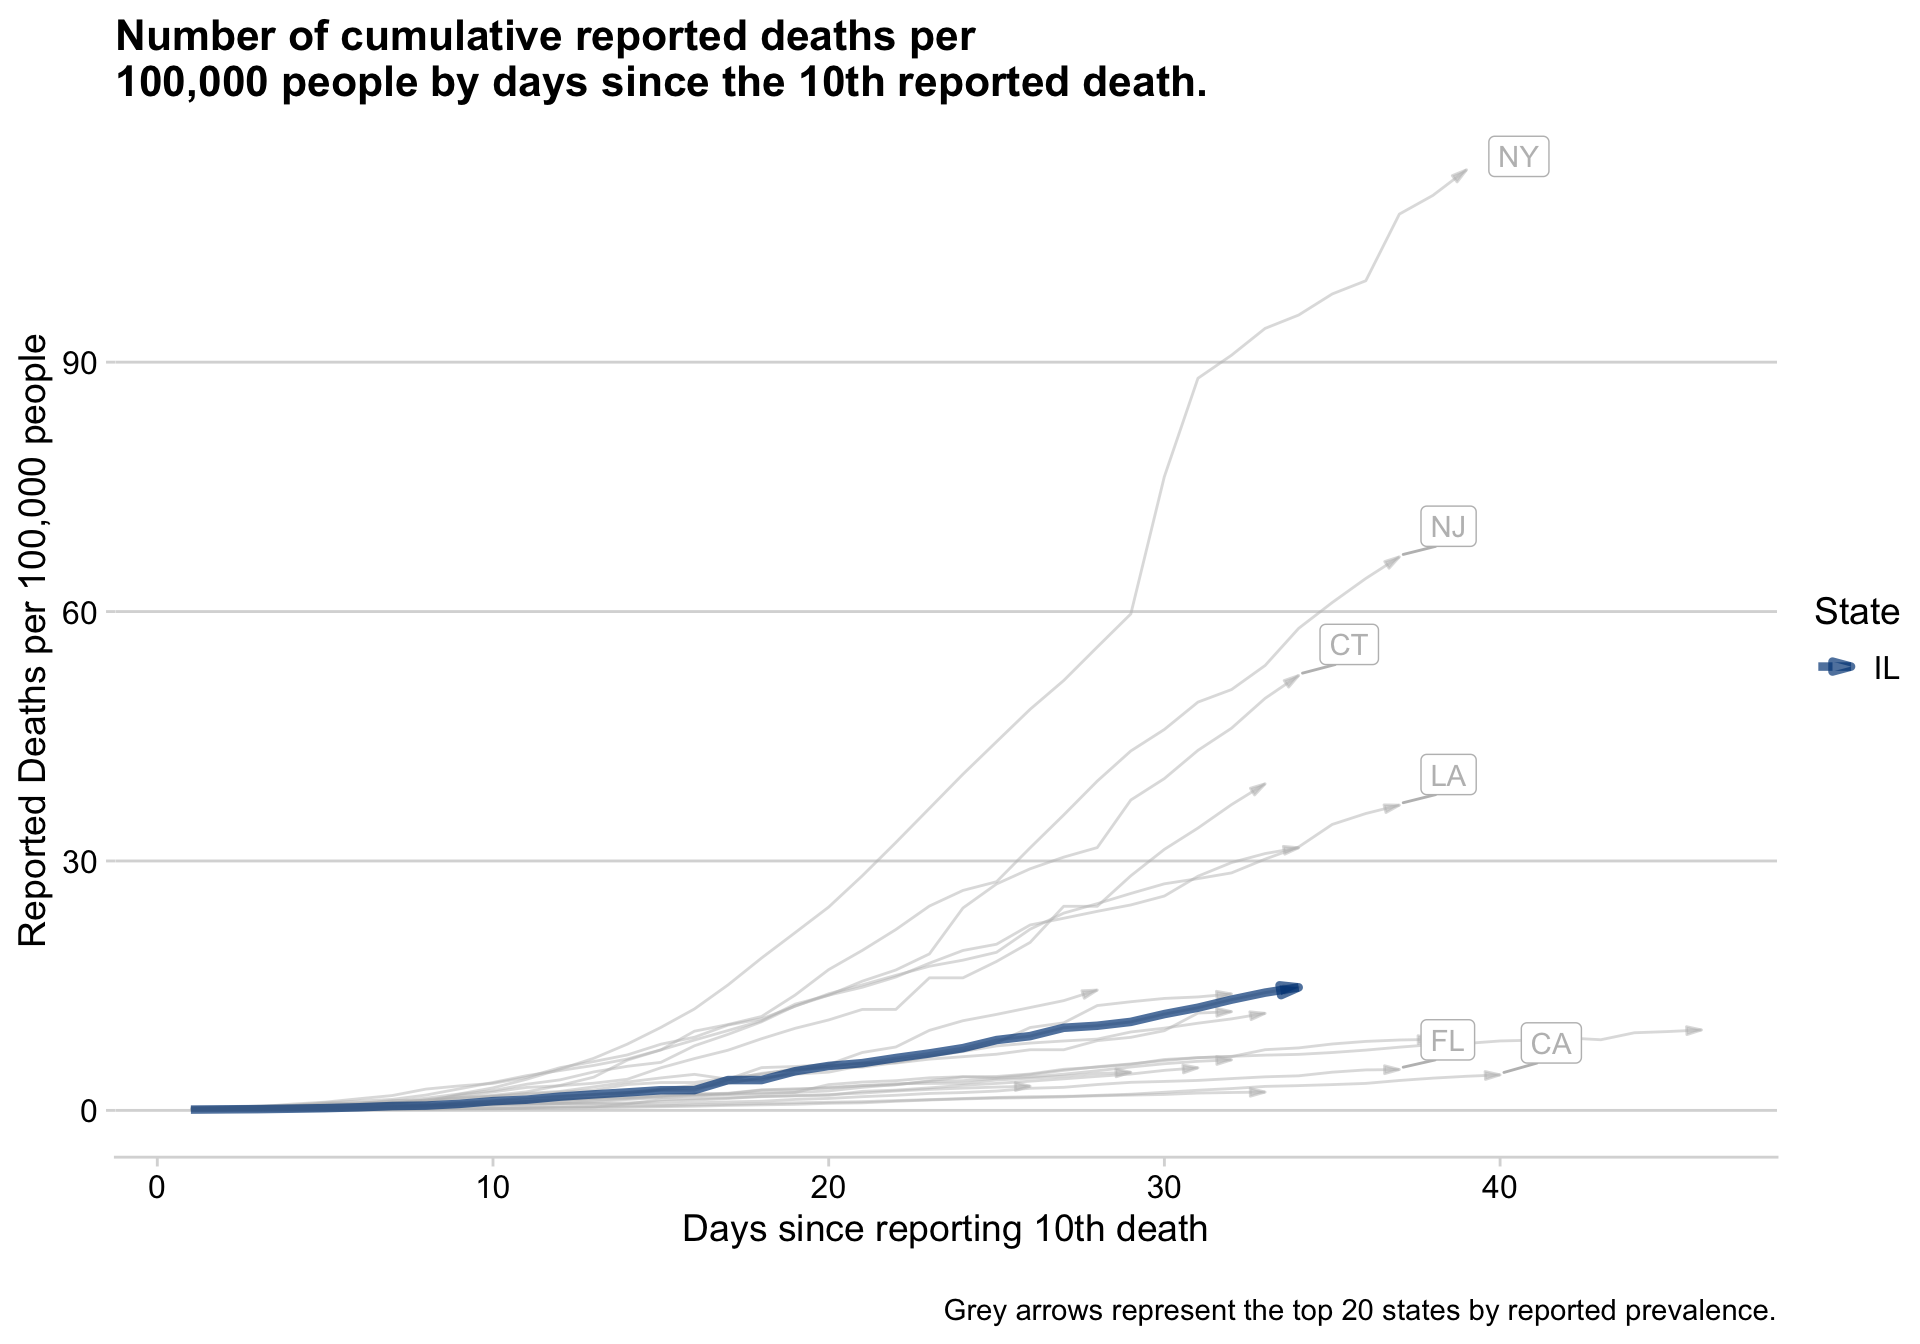 Number of cumulative reported deaths per
100,000 people by days since the 10th reported death.
Reported Deaths per 100,000 people
90
60
30
0
NY
NJ
CT
LA
FL
CA
State
IL
0
10
20
30
40
Days since reporting 10th death
Grey arrows represent the top 20 states by reported prevalence.